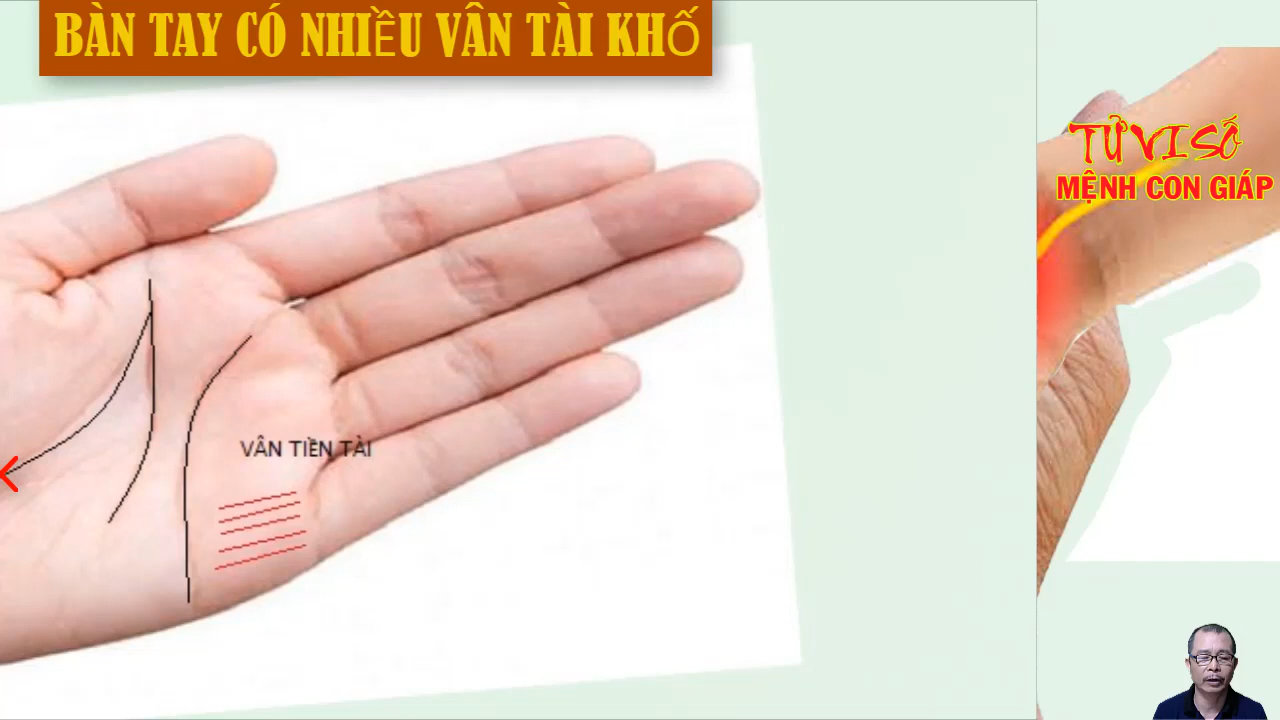 BÀN TAY CÓ NHIỀU VÂN TÀI KHỐ
TỬ VI SỐ
MỆNH CON GIÁP
VÂN TIỀN TÀI